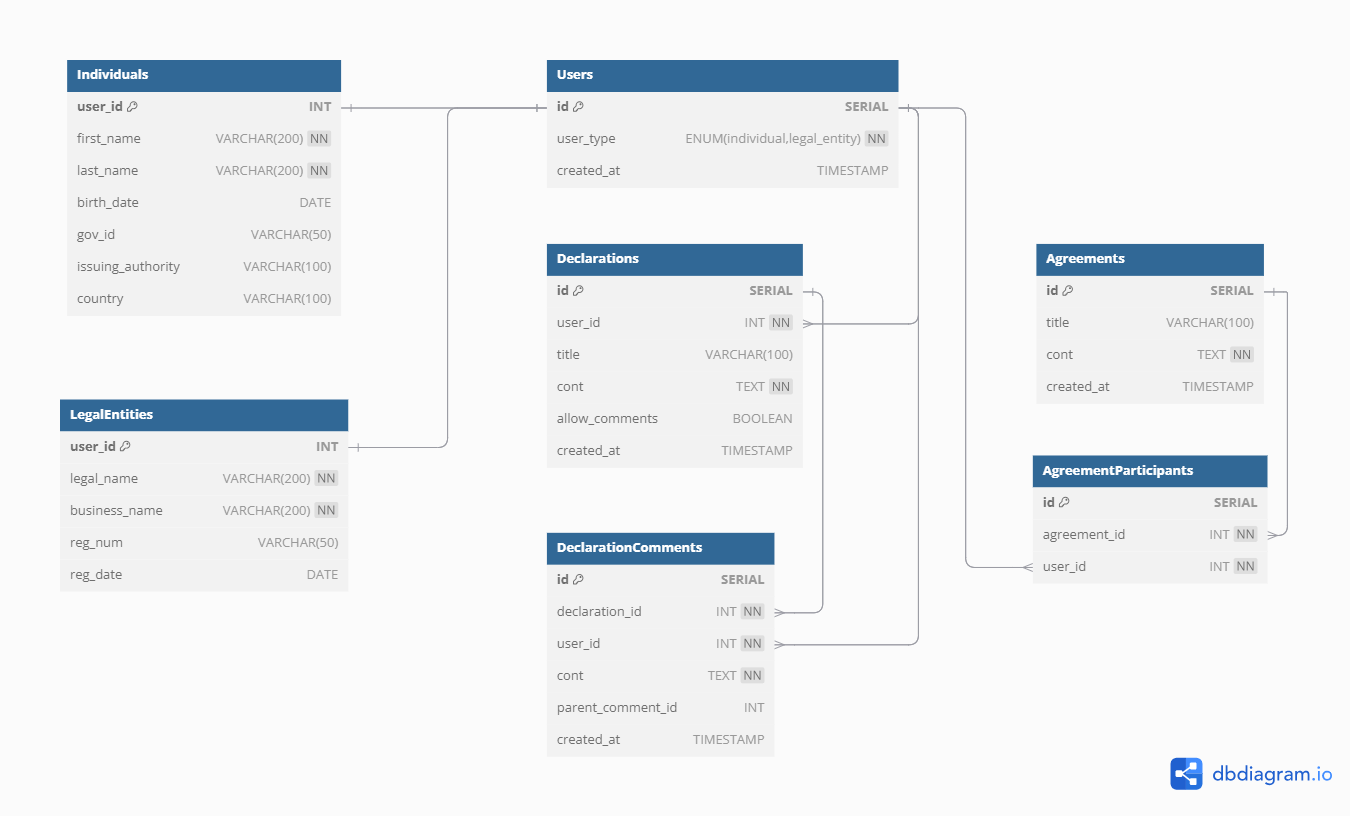 Individuals
user_id INT
first_name VARCHAR(200) NN
last_name VARCHAR(200) NN
birth_date DATE
gov_id VARCHAR(50)
issuing_authority VARCHAR(100)
country VARCHAR(100)
LegalEntities
user_id INT
legal_name VARCHAR(200) NN
business_name VARCHAR(200) NN
reg_num VARCHAR(50)
reg_date DATE
Users
id SERIAL
user_type ENUM(individual,legal_entity) NN
created_at TIMESTAMP
Declarations
id SERIAL
user_id INT NN
title VARCHAR(100)
cont TEXT NN
allow_comments BOOLEAN
created_at TIMESTAMP
DeclarationComments
id SERIAL
declaration_id INT NN
user_id INT NN
cont TEXT NN
parent_comment_id INT
created_at TIMESTAMP
Agreements
id SERIAL
title VARCHAR(100)
cont TEXT NN
created_at TIMESTAMP
AgreementParticipants
id SERIAL
agreement_id INT NN
user_id INT NN
dbdiagram.io